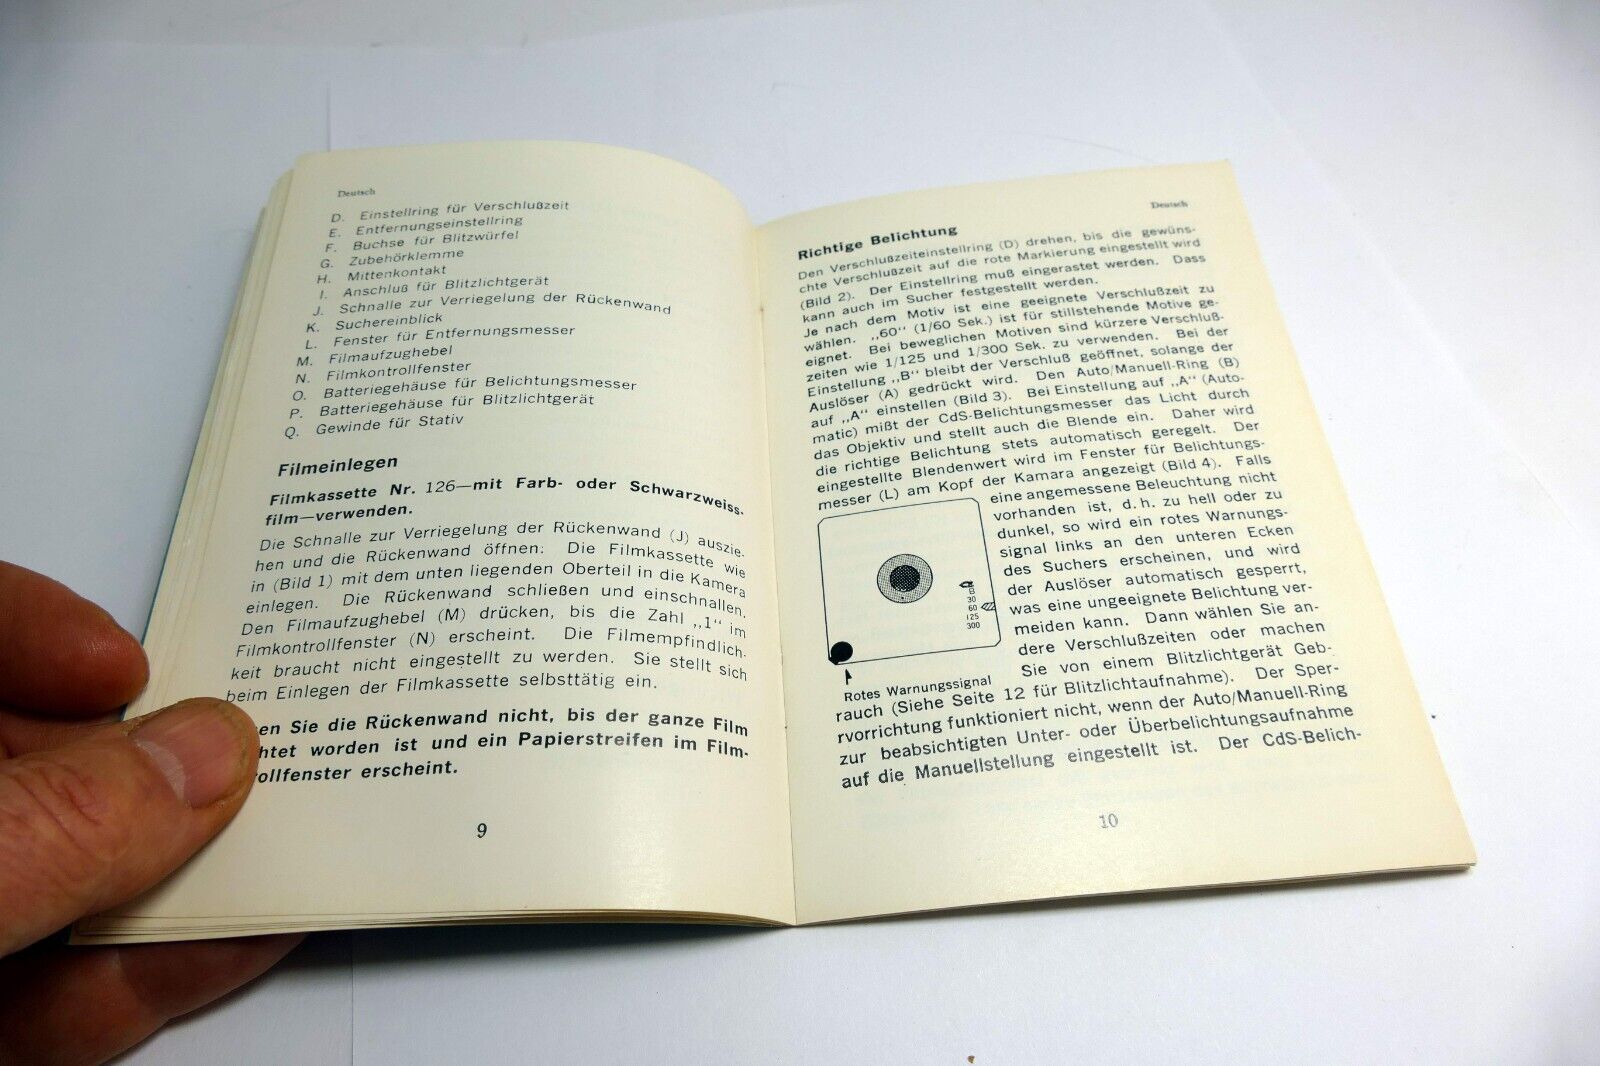 Deutsch
D. Einstellring für Verschlußzeit
E. Entfernungseinstellring
F. Buchse für Blitzwürfel
G. Zubehörklemme
H. Mittenkontakt
I. Anschluß für Blitzlichtgerät
J. Schnalle zur Verriegelung der Rückenwand
K. Suchereinblick
L. Fenster für Entfernungsmesser
M. Filmaufzughebel
N. Filmkontrollfenster
O. Batteriegehäuse für Belichtungsmesser
P. Batteriegehäuse für Blitzlichtgerät
Q. Gewinde für Stativ
Filmeinlegen
Filmkassette Nr. 126—mit Farb- oder Schwarzweiss-
film—verwenden.
Die Schnalle zur Verriegelung der Rückenwand (J) auszie-
hen und die Rückenwand öffnen. Die Filmkassette wie
in (Bild 1) mit dem unten liegenden Oberteil in die Kamera
einlegen. Die Rückenwand schließen und einschnallen.
Den Filmaufzughebel (M) drücken, bis die Zahl „1“ im
Filmkontrollfenster (N) erscheint. Die Filmempfindlich-
keit braucht nicht eingestellt zu werden. Sie stellt sich
beim Einlegen der Filmkassette selbsttätig ein.
en Sie die Rückenwand nicht, bis der ganze Film
htet worden ist und ein Papierstreifen im Film-
rollfenster erscheint.
9
Deutsch
Richtige Belichtung
Den Verschlußzeiteinstellring (D) drehen, bis die gewüns-
chte Verschlußzeit auf die rote Markierung eingestellt wird
(Bild 2). Der Einstellring muß eingerastet werden. Dass
kann auch im Sucher festgestellt werden.
Je nach dem Motiv ist eine geeignete Verschlußzeit zu
wählen. „60“ (1/60 Sek.) ist für stillstehende Motive ge-
eignet. Bei beweglichen Motiven sind kürzere Verschluß-
zeiten wie 1/125 und 1/300 Sek. zu verwenden. Bei der
Einstellung „B“ bleibt der Verschluß geöffnet, solange der
Auslöser (A) gedrückt wird. Den Auto/Manuell-Ring (B)
auf „A“ einstellen (Bild 3). Bei Einstellung auf „A“ (Auto-
matic) mißt der CdS-Belichtungsmesser das Licht durch
das Objektiv und stellt auch die Blende ein. Daher wird
die richtige Belichtung stets automatisch geregelt. Der
eingestellte Blendenwert wird im Fenster für Belichtungs-
messer (L) am Kopf der Kamara angezeigt (Bild 4). Falls
eine angemessene Beleuchtung nicht
vorhanden ist, d. h. zu hell oder zu
dunkel, so wird ein rotes Warnungs-
signal links an den unteren Ecken
des Suchers erscheinen, und wird
der Auslöser automatisch gesperrt,
was eine ungeeignete Belichtung ver-
meiden kann. Dann wählen Sie an-
dere Verschlußzeiten oder machen
Sie von einem Blitzlichtgerät Geb-
B
30
60
125
300
Rotes Warnungssignal
rauch (Siehe Seite 12 für Blitzlichtaufnahme). Der Sper-
rvorrichtung funktioniert nicht, wenn der Auto/Manuell-Ring
zur beabsichtigten Unter- oder Überbelichtungsaufnahme
auf die Manuellstellung eingestellt ist. Der CdS-Belich-
10